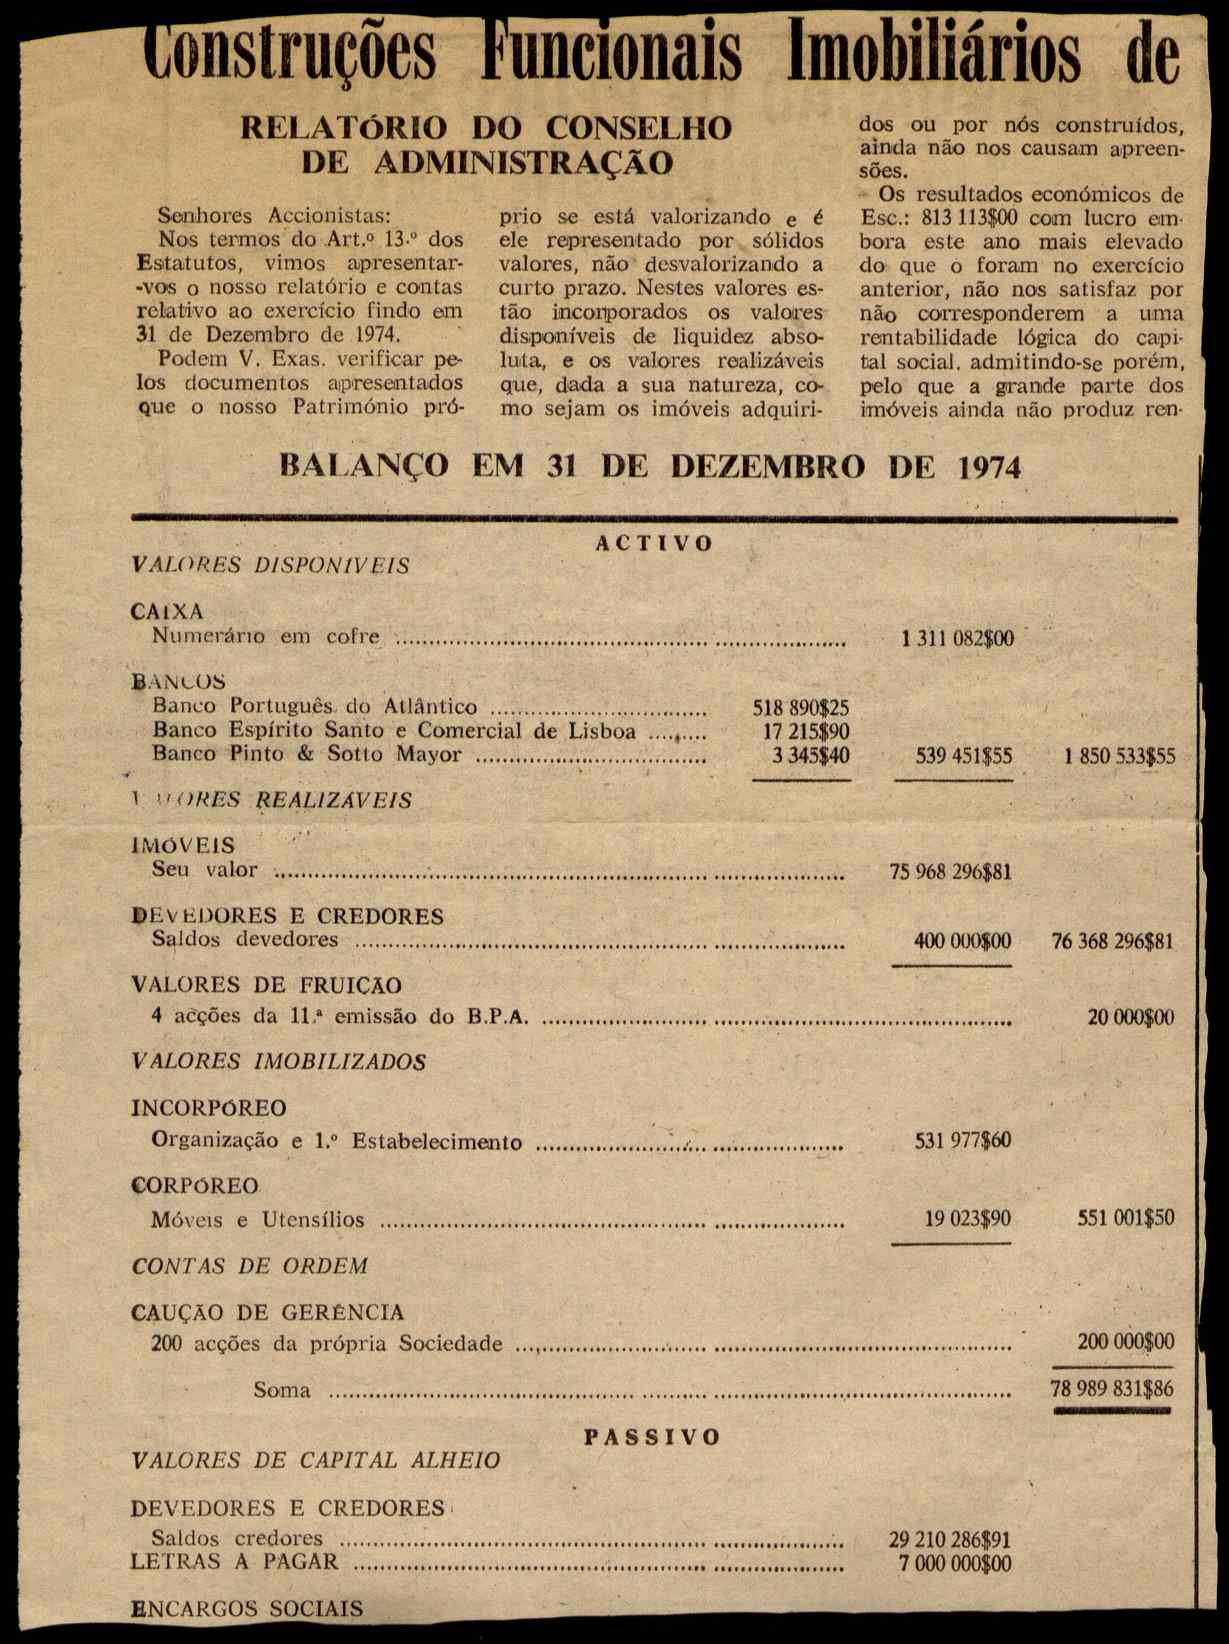 Construções Funcionais Imobiliários de
RELATÓRIO DO CONSELHO
DE ADMINISTRAÇÃO
Senhores Accionistas:
Nos termos do Art.º 13.º dos
Estatutos, vimos apresentar-
-vos o nosso relatório e contas
relativo ao exercício findo em
31 de Dezembro de 1974.
Podem V. Exas. verificar pe-
los documentos apresentados
que o nosso Património pró-
prio se está valorizando e é
ele representado por sólidos
valores, não desvalorizando a
curto prazo. Nestes valores es-
tão incorporados os valores
disponíveis de liquidez abso-
luta, e os valores realizáveis
que, dada a sua natureza, co-
mo sejam os imóveis adquiri-
dos ou por nós construídos,
ainda não nos causam apreen-
sões.
Os resultados económicos de
Esc.: 813 113$00 com lucro em-
bora este ano mais elevado
do que o foram no exercício
anterior, não nos satisfaz por
não corresponderem a uma
rentabilidade lógica do capi-
tal social. admitindo-se porém,
pelo que a grande parte dos
imóveis ainda não produz ren-
BALANÇO EM 31 DE DEZEMBRO DE 1974
ACTIVO
VALORES DISPONÍVEIS
CAIXA
Numerário em cofre ........ 1 311 082$00
BANCOS
Banco Português do Atlântico ........ 518 890$25
Banco Espírito Santo e Comercial de Lisboa ........ 17 215$90
Banco Pinto & Sotto Mayor ........ 3 345$40 539 451$55 1 850 533$55
VALORES REALIZÁVEIS
IMÓVEIS
Seu valor ........ 75 968 296$81
DEVEDORES E CREDORES
Saldos devedores ........ 400 000$00 76 368 296$81
VALORES DE FRUIÇÃO
4 acções da 11.ª emissão do B.P.A. ........ 20 000$00
VALORES IMOBILIZADOS
INCORPÓREO
Organização e 1.º Estabelecimento ........ 531 977$60
CORPÓREO
Móveis e Utensílios ........ 19 023$90 551 001$50
CONTAS DE ORDEM
CAUÇÃO DE GERÊNCIA
200 acções da própria Sociedade ........ 200 000$00
Soma ........ 78 989 831$86
PASSIVO
VALORES DE CAPITAL ALHEIO
DEVEDORES E CREDORES
Saldos credores ........ 29 210 286$91
LETRAS A PAGAR ........ 7 000 000$00
ENCARGOS SOCIAIS